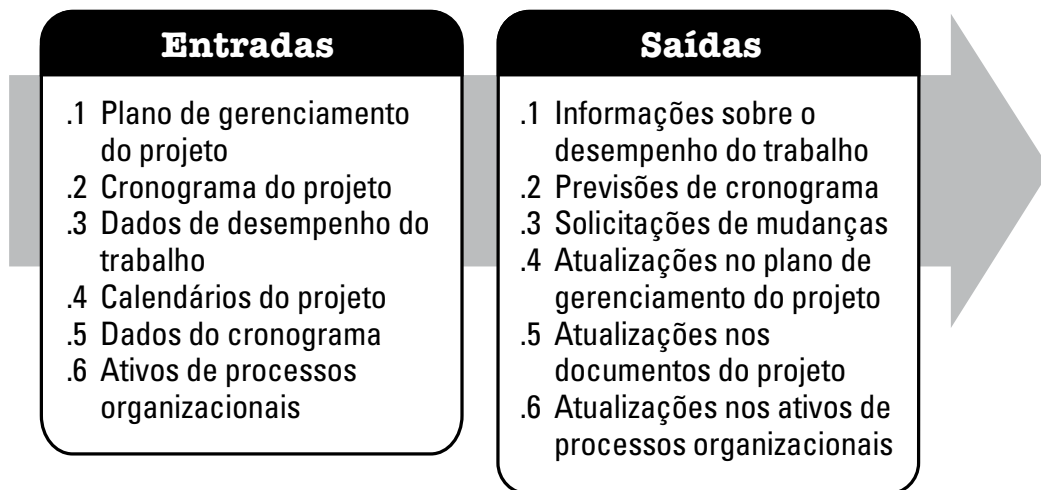 Entradas
.1 Plano de gerenciamento
do projeto
.2 Cronograma do projeto
.3 Dados de desempenho do
trabalho
.4 Calendários do projeto
.5 Dados do cronograma
.6 Ativos de processos
organizacionais
Saídas
.1 Informações sobre o
desempenho do trabalho
.2 Previsões de cronograma
.3 Solicitações de mudanças
.4 Atualizações no plano de
gerenciamento do projeto
.5 Atualizações nos
documentos do projeto
.6 Atualizações nos ativos de
processos organizacionais